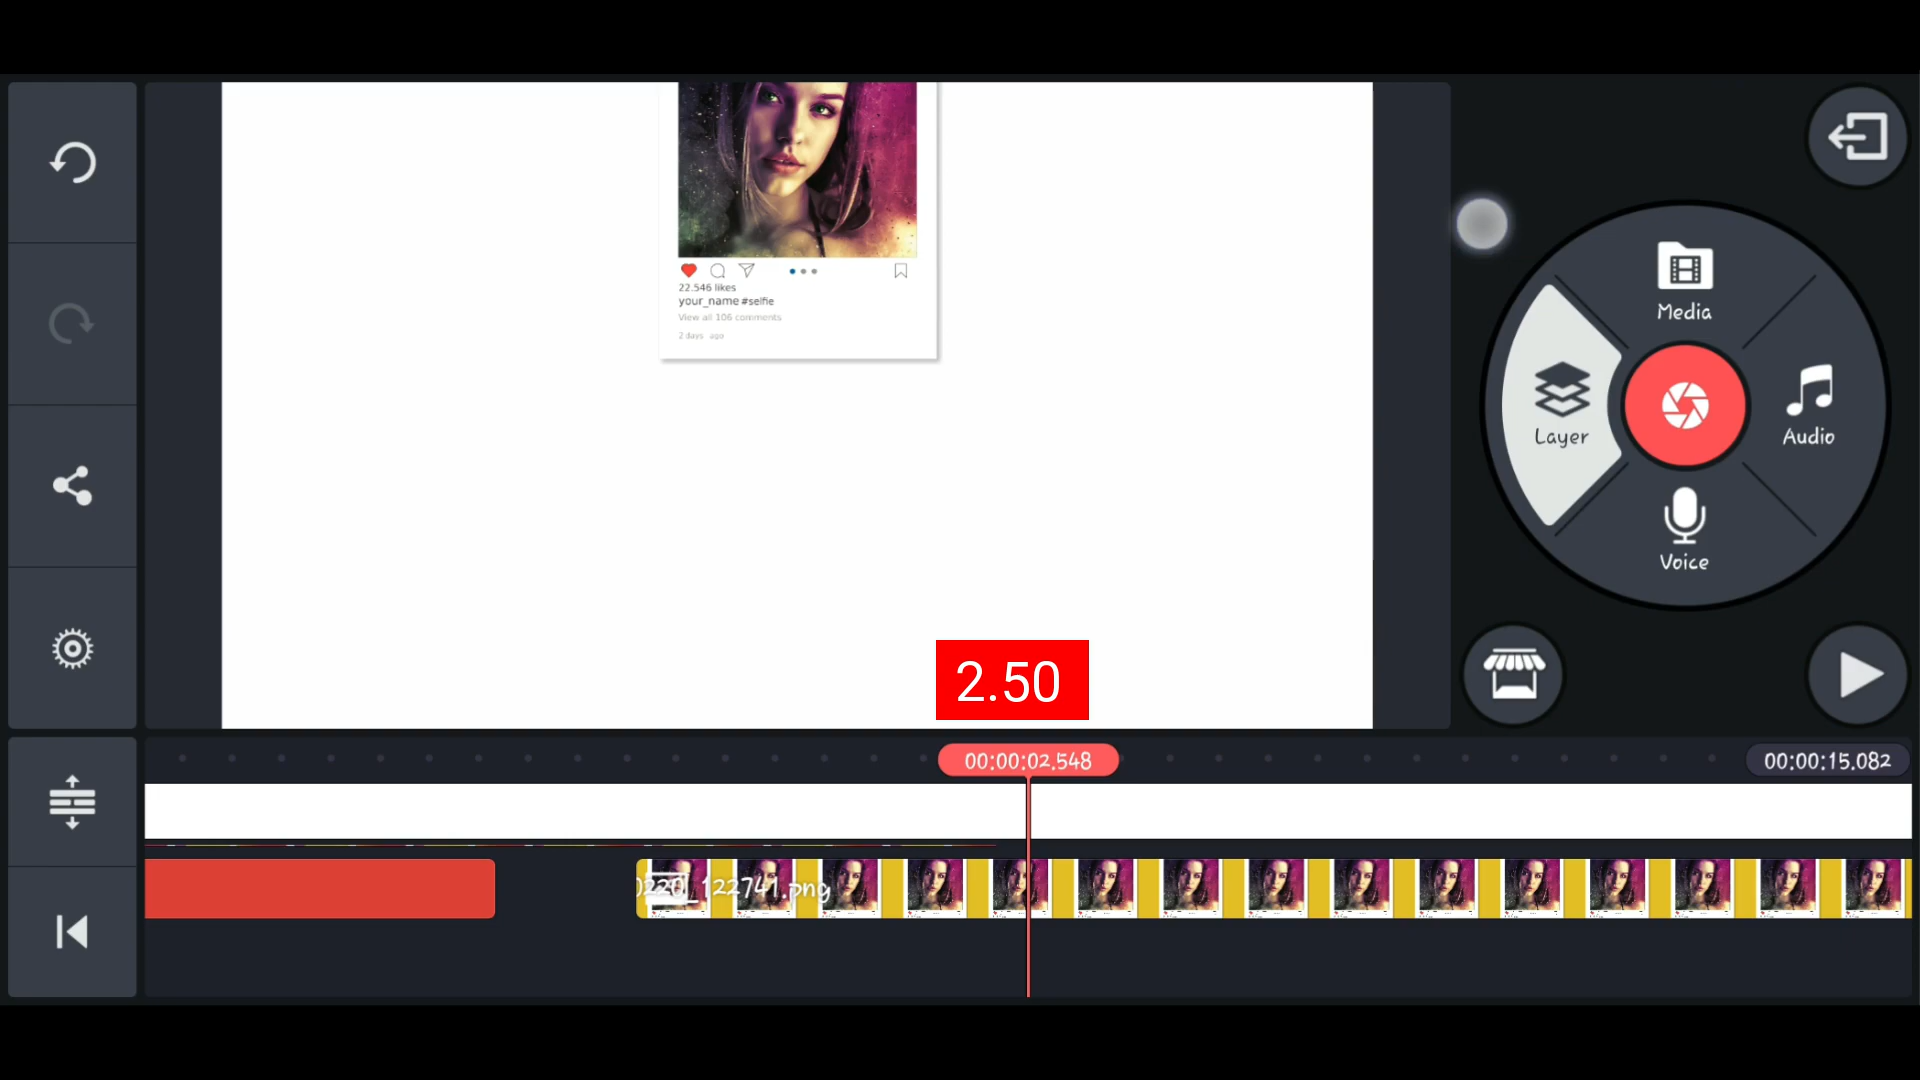 Media
Layer
Audio
Voice
22.546 likes
your_name #selfie
View all 106 comments
2 days ago
2.50
00:00:02.548
00:00:15.082
0220_122741.png